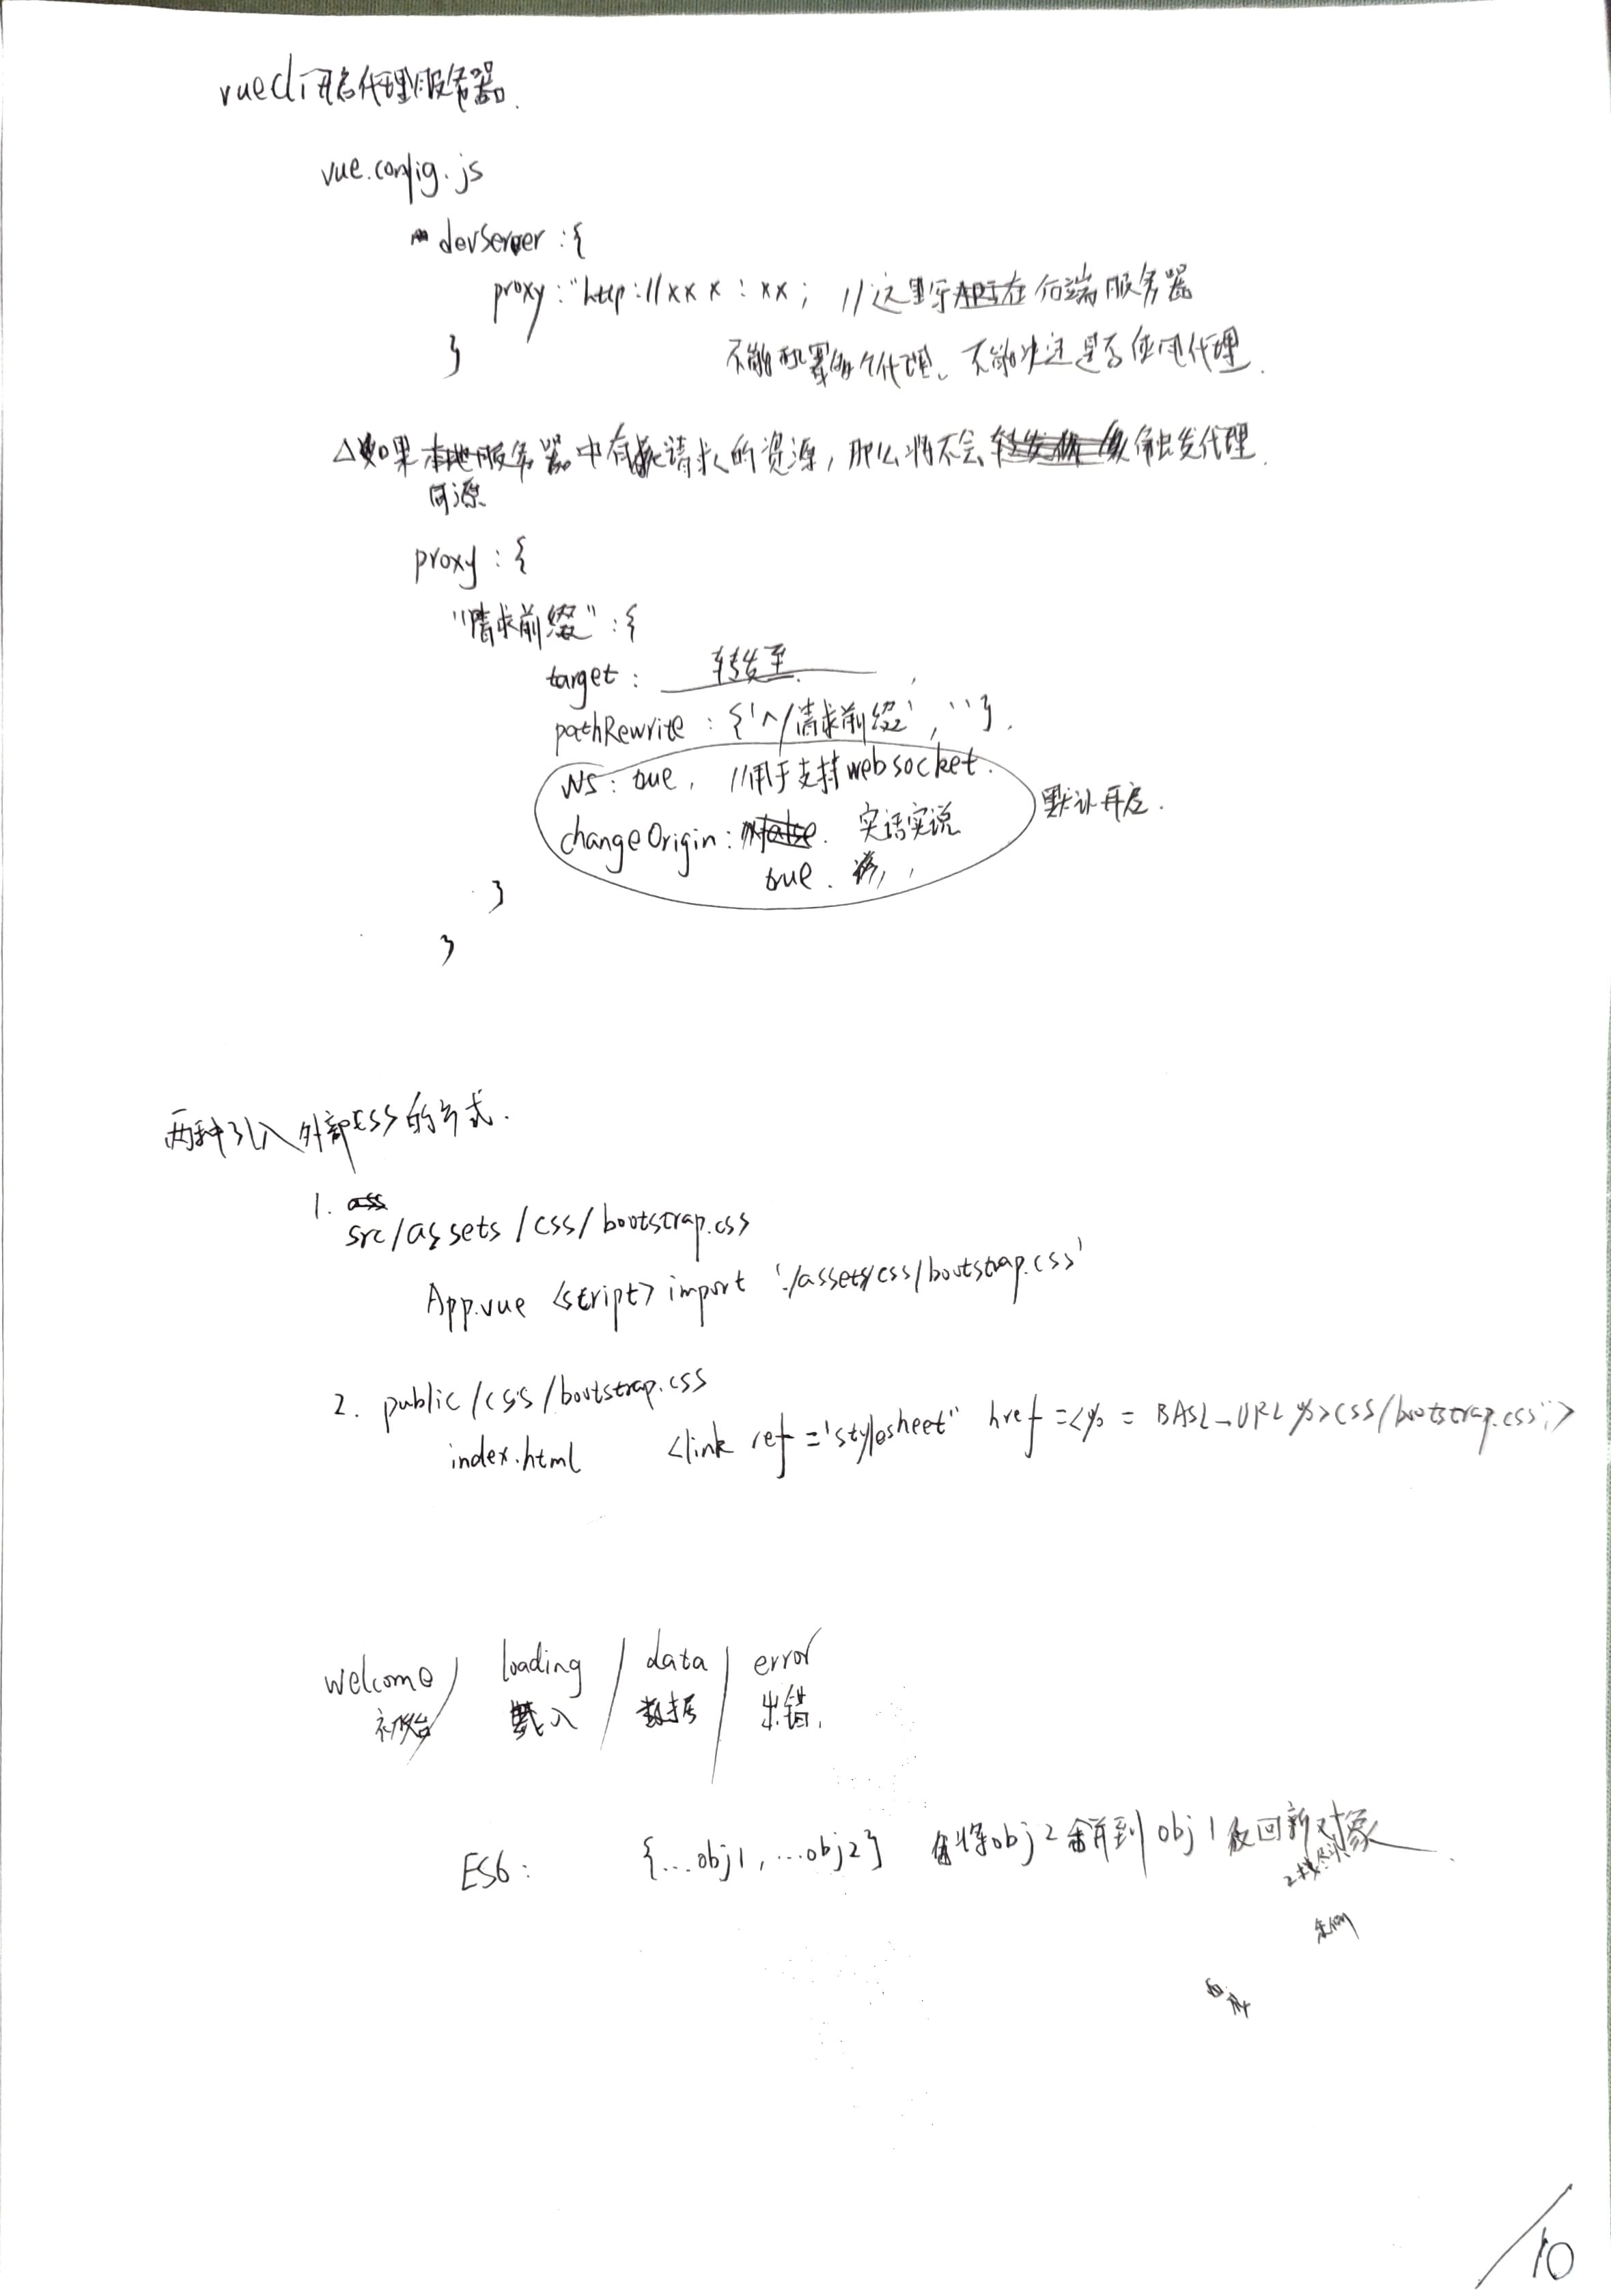 vuecli开启代理服务器.
vue.config.js
devServer:{
proxy:"http://xxx:xx; //这里写在后端服务器
}
不能配置多个代理、不能决定是否使用代理.
△如果服务器中有请求的资源,那么将不会触发代理.
同源
proxy:{
"请求前缀":{
target: 转发至.,
pathRewrite:{'^/请求前缀',''}.
ws:true, //用于支持websocket.
默认开启.
changeOrigin: 实话实说
true.
}
}
两种引入外部css的方式.
1.
src/assets/css/bootstrap.css
App.vue <script> import './assets/css/bootstrap.css'
2. public/css/bootstrap.css
index.html <link ref='stylesheet" href=<%=BASE_URL%>css/bootstrap.css";>
welcome/ loading / data / error
初始 载入 数据 出错.
ES6: {...obj1, ...obj2} 会将obj2合并到obj1返回新对象.
/10